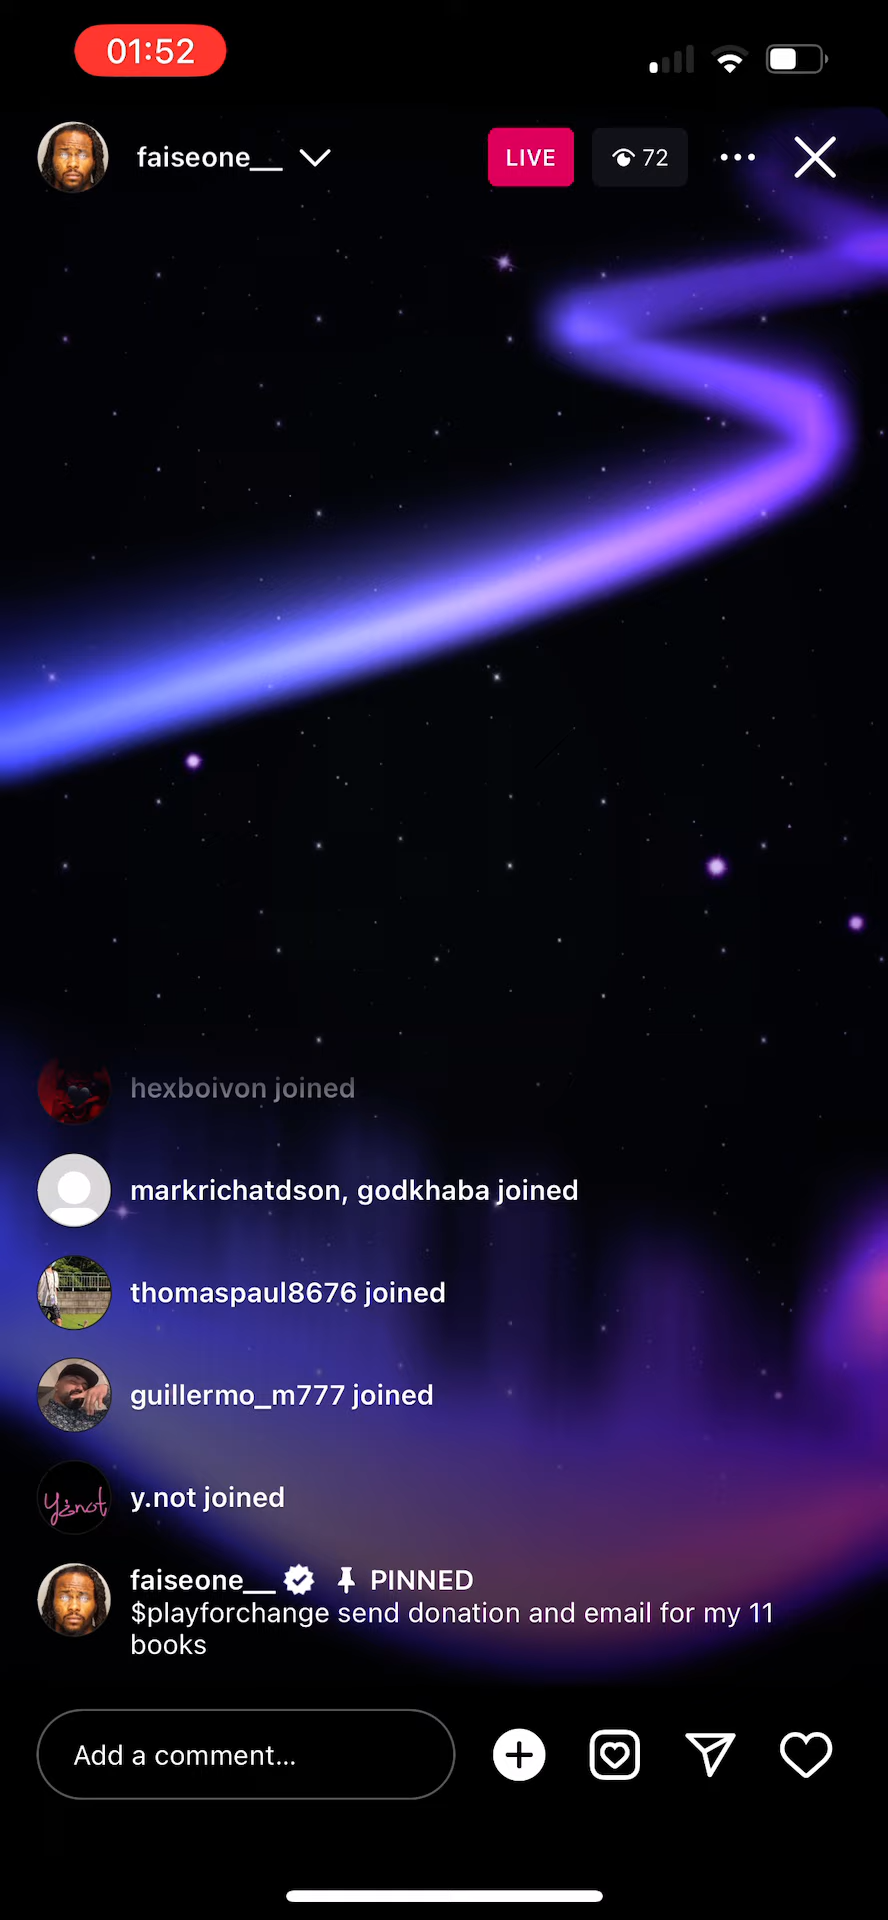 01:52
faiseone__
LIVE
72
hexboivon joined
markrichatdson, godkhaba joined
thomaspaul8676 joined
guillermo_m777 joined
y.not joined
faiseone__ PINNED
$playforchange send donation and email for my 11
books
Add a comment...